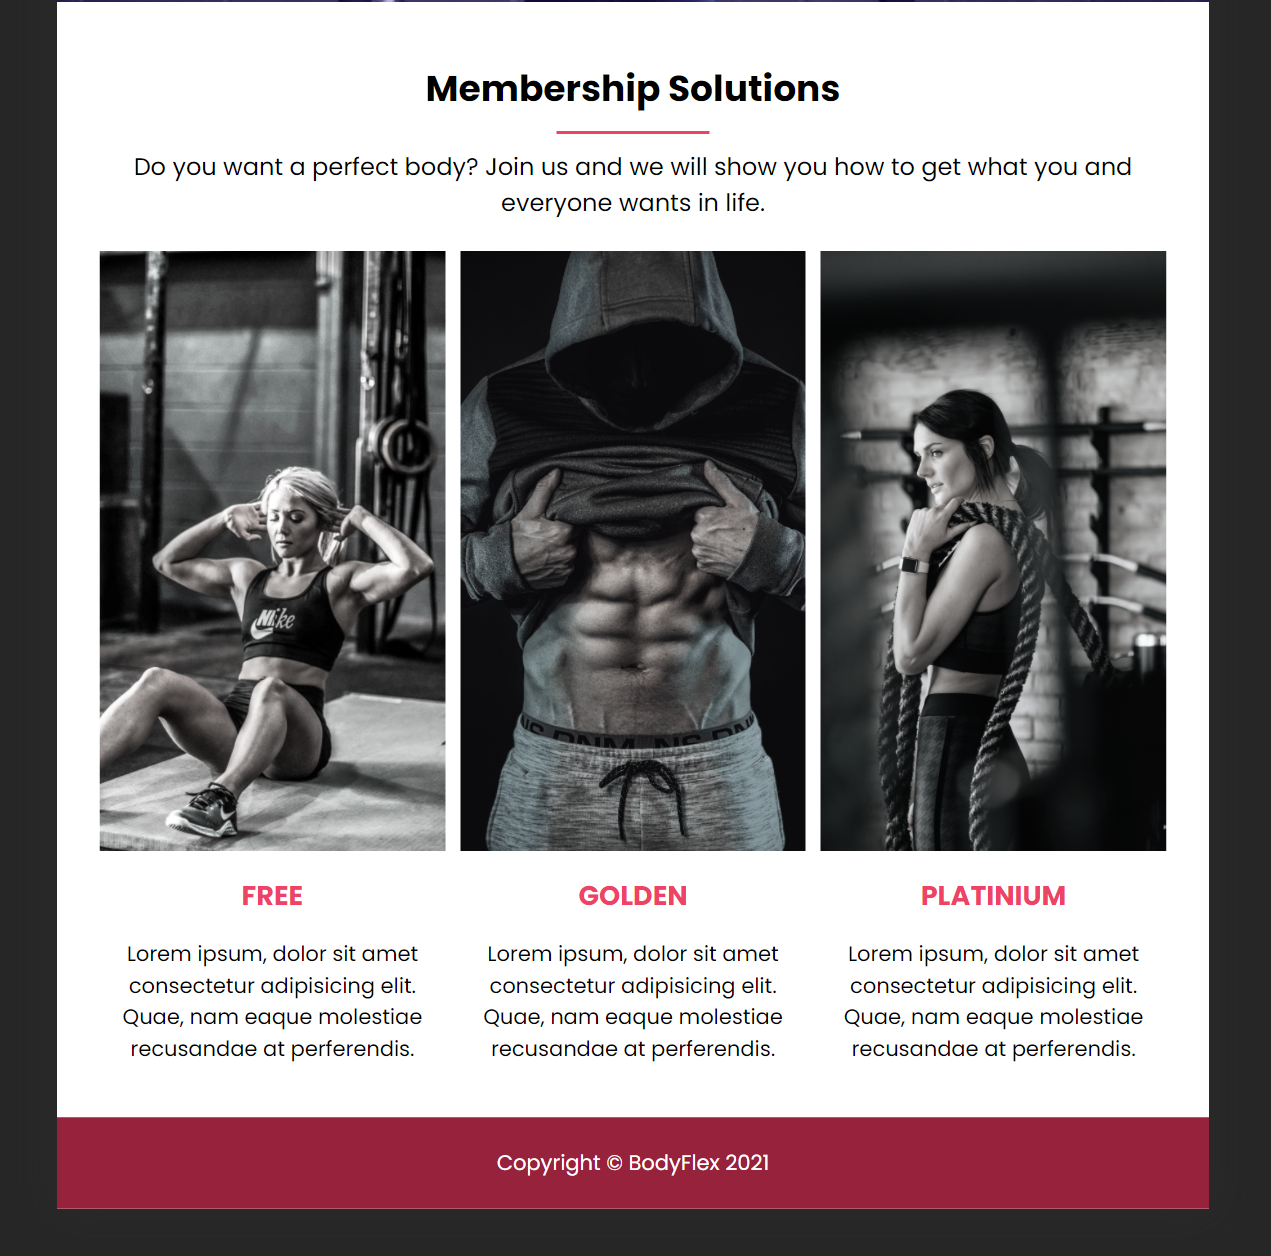 Membership Solutions
Do you want a perfect body? Join us and we will show you how to get what you and
everyone wants in life.
NIke
FREE
GOLDEN
PLATINIUM
Lorem ipsum, dolor sit amet
consectetur adipisicing elit.
Quae, nam eaque molestiae
recusandae at perferendis.
Lorem ipsum, dolor sit amet
consectetur adipisicing elit.
Quae, nam eaque molestiae
recusandae at perferendis.
Lorem ipsum, dolor sit amet
consectetur adipisicing elit.
Quae, nam eaque molestiae
recusandae at perferendis.
Copyright © BodyFlex 2021